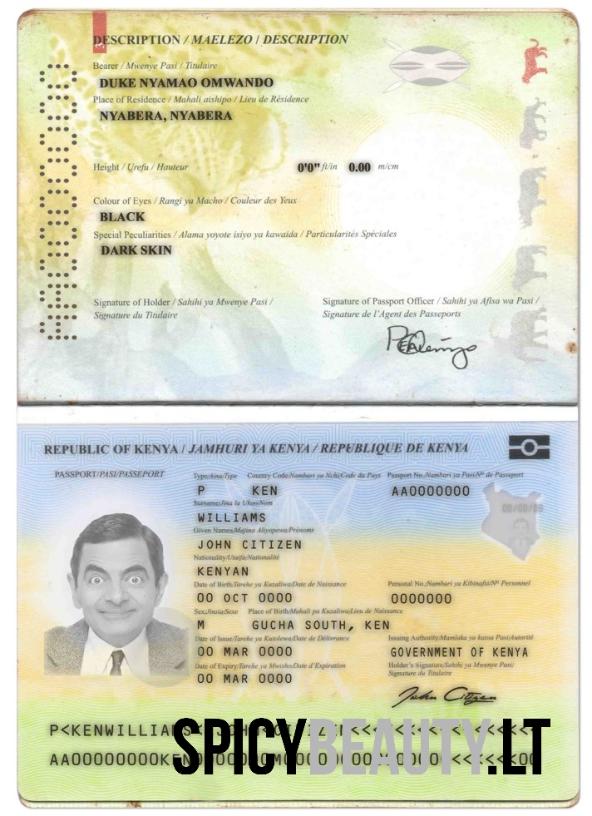 DESCRIPTION / MAELEZO / DESCRIPTION
Bearer / Mwenye Pasi / Titulaire
DUKE NYAMAO OMWANDO
Place of Residence / Mahali aishipo / Lieu de Résidence
NYABERA, NYABERA
Height / Urefu / Hauteur 0'0" ft/in 0.00 m/cm
Colour of Eyes / Rangi ya Macho / Couleur des Yeux
BLACK
Special Peculiarities / Alama yoyote isiyo ya kawaida / Particularités Spéciales
DARK SKIN
Signature of Holder / Sahihi ya Mwenye Pasi / Signature of Passport Officer / Sahihi ya Afisa wa Pasi /
Signature du Titulaire Signature de l'Agent des Passeports
REPUBLIC OF KENYA / JAMHURI YA KENYA / REPUBLIQUE DE KENYA
PASSPORT/PASI/PASSEPORT Type/Aina/Type Country Code/Nambari ya Nchi/Code du Pays Passport No./Nambari ya Pasi/Nº de Passeport
P KEN AA0000000
Surname/Jina la Ukoo/Nom
WILLIAMS
Given Names/Majina Aliyopewa/Prénoms
JOHN CITIZEN
Nationality/Utaifa/Nationalité
KENYAN
Date of Birth/Tarehe ya Kuzaliwa/Date de Naissance Personal No./Nambari ya Kibinafsi/Nº Personnel
00 OCT 0000 0000000
Sex/Jinsia/Sexe Place of Birth/Mahali pa Kuzaliwa/Lieu de Naissance
M GUCHA SOUTH, KEN
Date of Issue/Tarehe ya Kutolewa/Date de Délivrance Issuing Authority/Mamlaka ya kutoa Pasi/Autorité
00 MAR 0000 GOVERNMENT OF KENYA
Date of Expiry/Tarehe ya Mwisho/Date d'Expiration Holder's Signature/Sahihi ya Mwenye Pasi/
Signature du Titulaire
00 MAR 0000
John Citizen
SPICYBEAUTY.LT